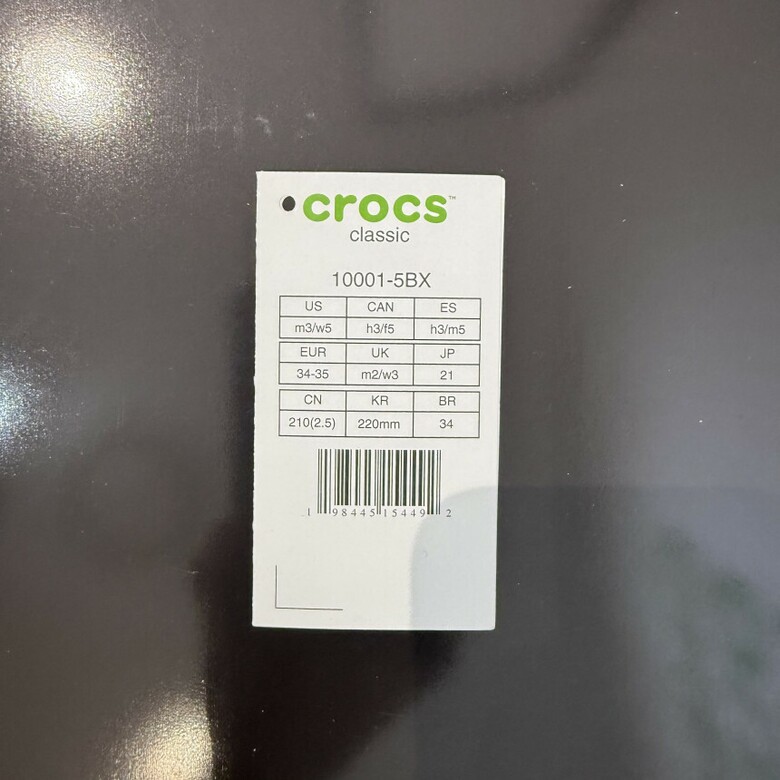 crocs™
classic
10001-5BX
US CAN ES
m3/w5 h3/f5 h3/m5
EUR UK JP
34-35 m2/w3 21
CN KR BR
210(2.5) 220mm 34
1 98445 15449 2